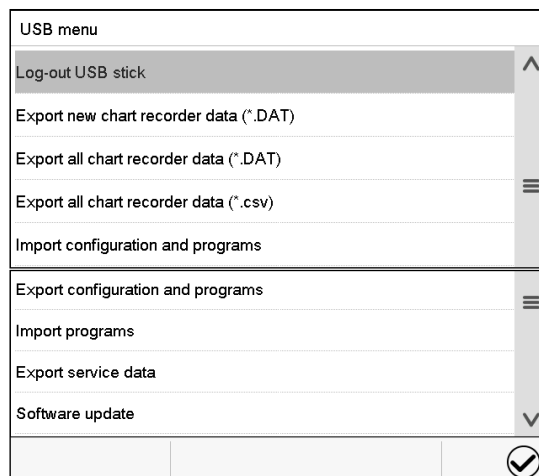 USB menu
Log-out USB stick
Export new chart recorder data (*.DAT)
Export all chart recorder data (*.DAT)
Export all chart recorder data (*.csv)
Import configuration and programs
Export configuration and programs
Import programs
Export service data
Software update